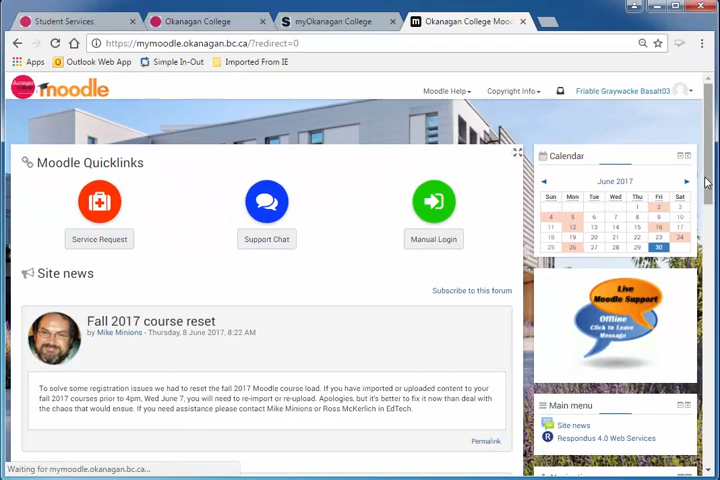 Student Services
Okanagan College
myOkanagan College
Okanagan College Moo
https://mymoodle.okanagan.bc.ca/?redirect=0
Apps
Outlook Web App
Simple In-Out
Imported From IE
moodle
Moodle Help
Copyright Info
Friable Graywacke Basalt03
Moodle Quicklinks
Service Request
Support Chat
Manual Login
Site news
Subscribe to this forum
Fall 2017 course reset
by Mike Minions - Thursday, 8 June 2017, 8:22 AM
To solve some registration issues we had to reset the fall 2017 Moodle course load. If you have imported or uploaded content to your
fall 2017 courses prior to 4pm, Wed June 7, you will need to re-import or re-upload. Apologies, but it's better to fix it now than deal with
the chaos that would ensue. If you need assistance please contact Mike Minions or Ross McKerlich in EdTech.
Permalink
Calendar
June 2017
Sun Mon Tue Wed Thu Fri Sat
1 2 3
4 5 6 7 8 9 10
11 12 13 14 15 16 17
18 19 20 21 22 23 24
25 26 27 28 29 30
Live
Moodle Support
Offline
Click to Leave
Message
Main menu
Site news
Respondus 4.0 Web Services
Waiting for mymoodle.okanagan.bc.ca...